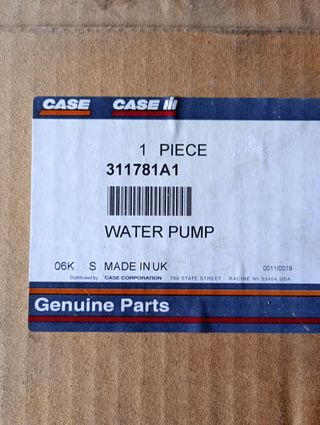 CASE CASE IH
1 PIECE
311781A1
WATER PUMP
06K S MADE IN UK 0011/0019
Distributed by CASE CORPORATION 700 STATE STREET RACINE WI 53404 USA
Genuine Parts